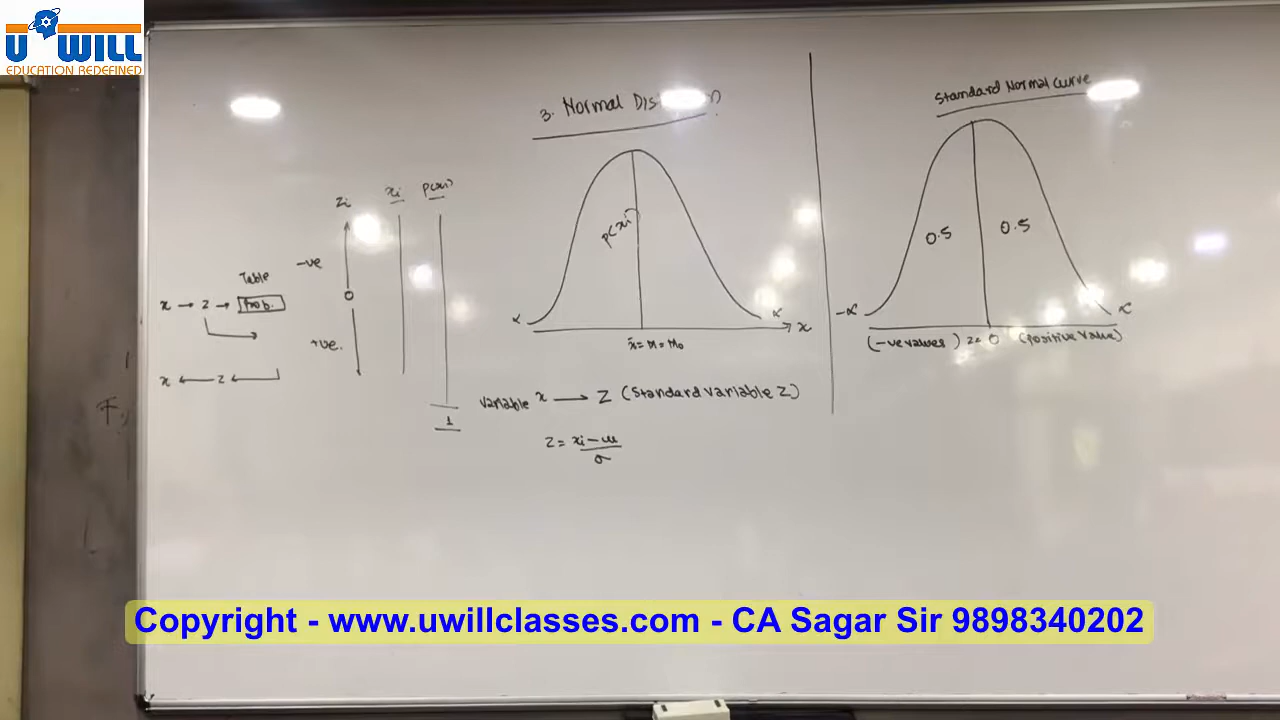 U WILL
EDUCATION REDEFINED
3. Normal
Standard Normal Curve
Zi xi p(xi)
-ve
0
+ve.
1
Table
x → z → Prob.
x ← z ←
p(xi)
x
x̄ = M = M₀
variable x → Z (Standard variable Z)
z = xi - μ
σ
0.5 0.5
(-ve values) z= 0 (positive value)
Copyright - www.uwillclasses.com - CA Sagar Sir 9898340202